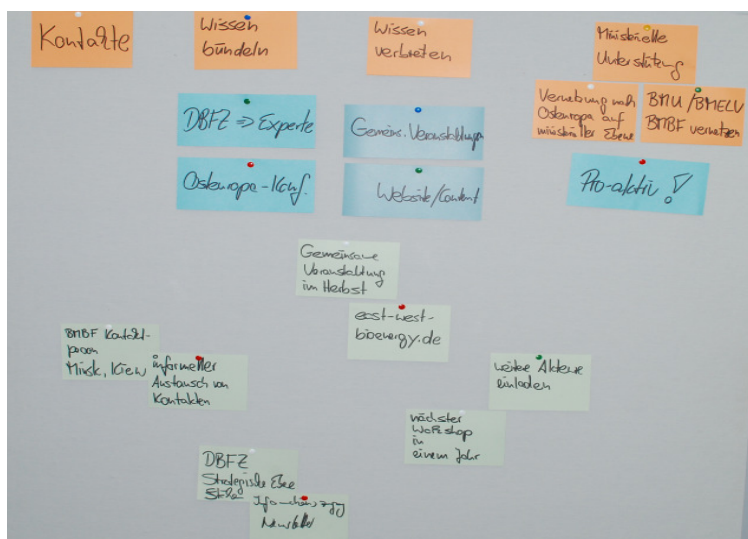 Kontakte
Wissen
bündeln
Wissen
verbreiten
Ministerielle
Unterstützung
Vernetzung nach
Osteuropa auf
ministerieller Ebene
BMU/BMELV
BMBF vernetzen
DBFZ => Experte
Gemeins. Veranstaltungen
Osteuropa-Konf.
Website/Content
Pro-aktiv!
Gemeinsame
Veranstaltung
im Herbst
east-west-
bioenergy.de
BMBF Kontakt-
person
Minsk, Kiew
informeller
Austausch von
Kontakten
weitere Akteure
einladen
nächster
Workshop
in
einem Jahr
DBFZ
Strategische Ebene
Newsletter